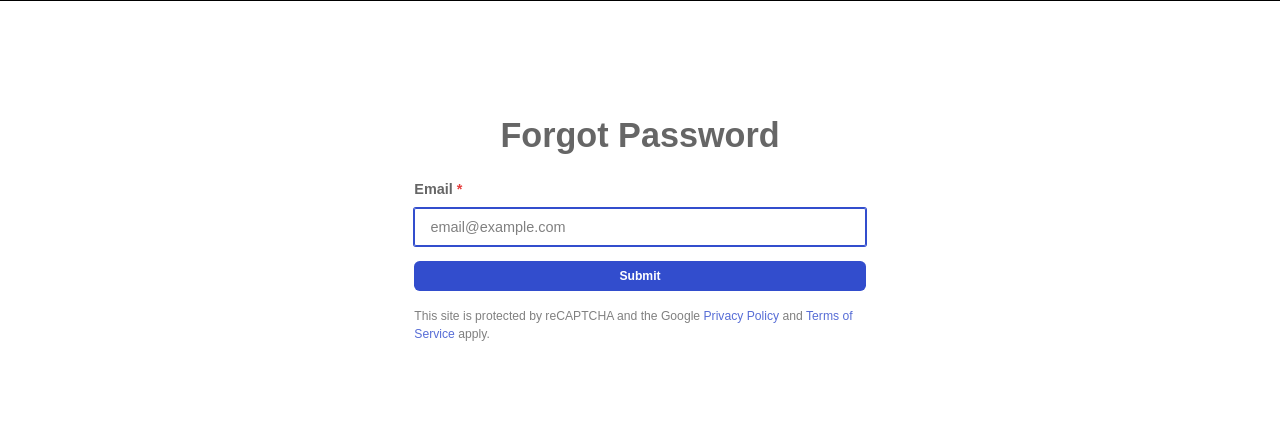 Forgot Password
Email *
email@example.com
Submit
This site is protected by reCAPTCHA and the Google Privacy Policy and Terms of
Service apply.